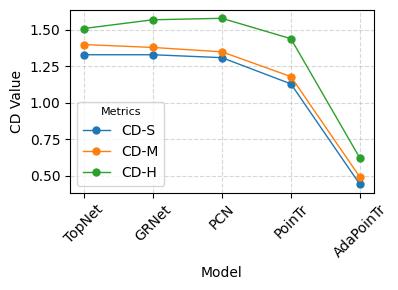 1.50
1.25
1.00
0.75
0.50
CD Value
Metrics
CD-S
CD-M
CD-H
TopNet
GRNet
PCN
PoinTr
AdaPoinTr
Model